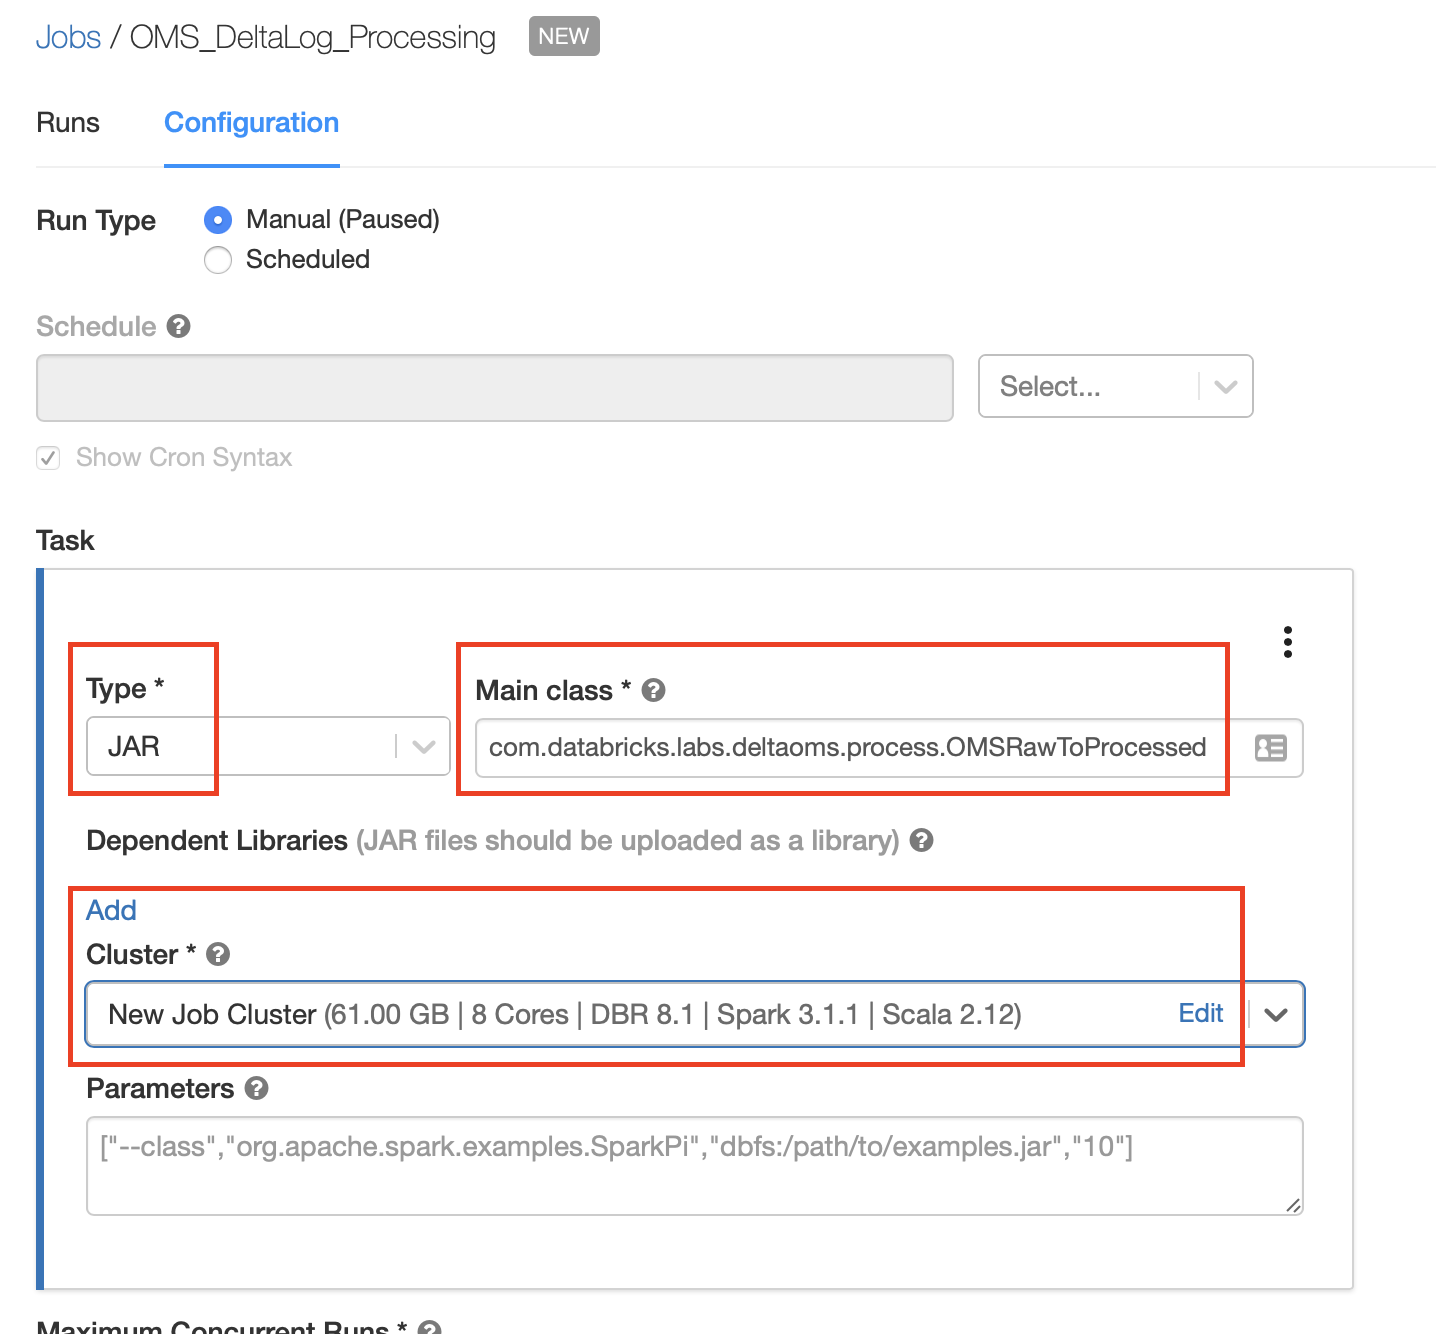 Jobs / OMS_DeltaLog_Processing NEW
Runs Configuration
Run Type Manual (Paused)
Scheduled
Schedule ?
Select...
Show Cron Syntax
Task
Type * Main class * ?
JAR com.databricks.labs.deltaoms.process.OMSRawToProcessed
Dependent Libraries (JAR files should be uploaded as a library) ?
Add
Cluster * ?
New Job Cluster (61.00 GB | 8 Cores | DBR 8.1 | Spark 3.1.1 | Scala 2.12) Edit
Parameters ?
["--class","org.apache.spark.examples.SparkPi","dbfs:/path/to/examples.jar","10"]
Maximum Concurrent Runs * ?